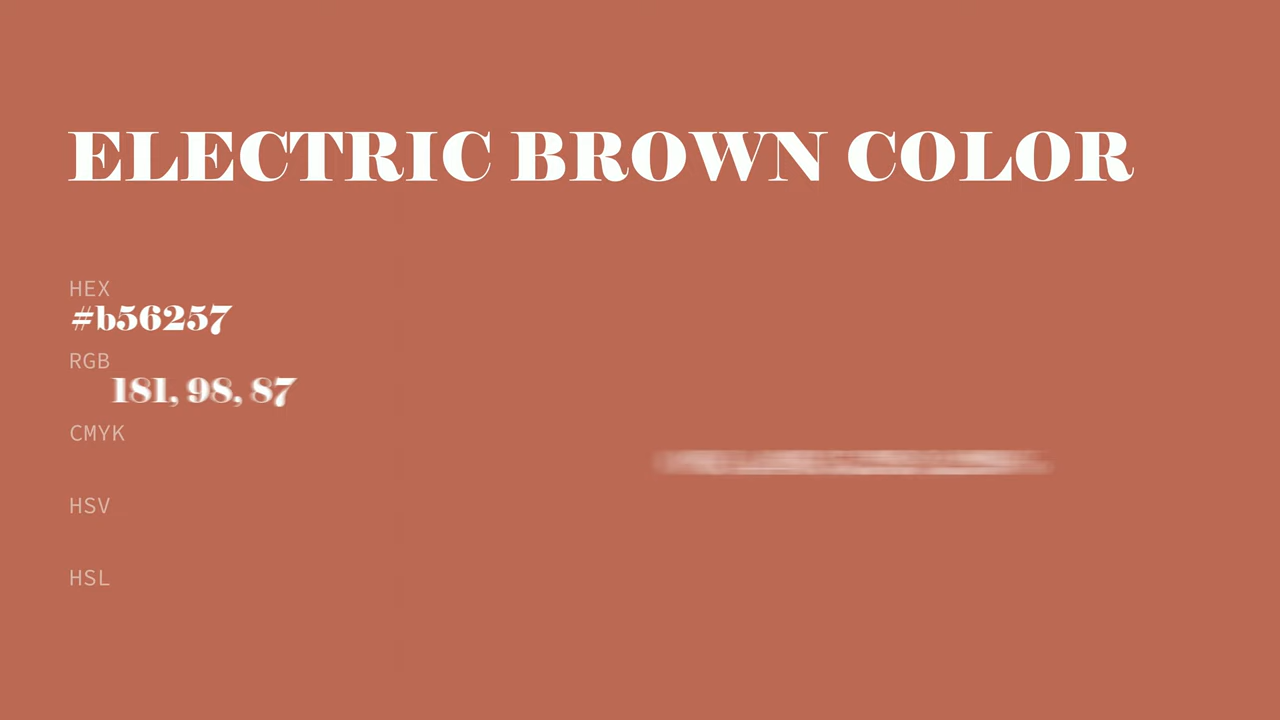 ELECTRIC BROWN COLOR
HEX
#b56257
RGB
181, 98, 87
CMYK
HSV
HSL